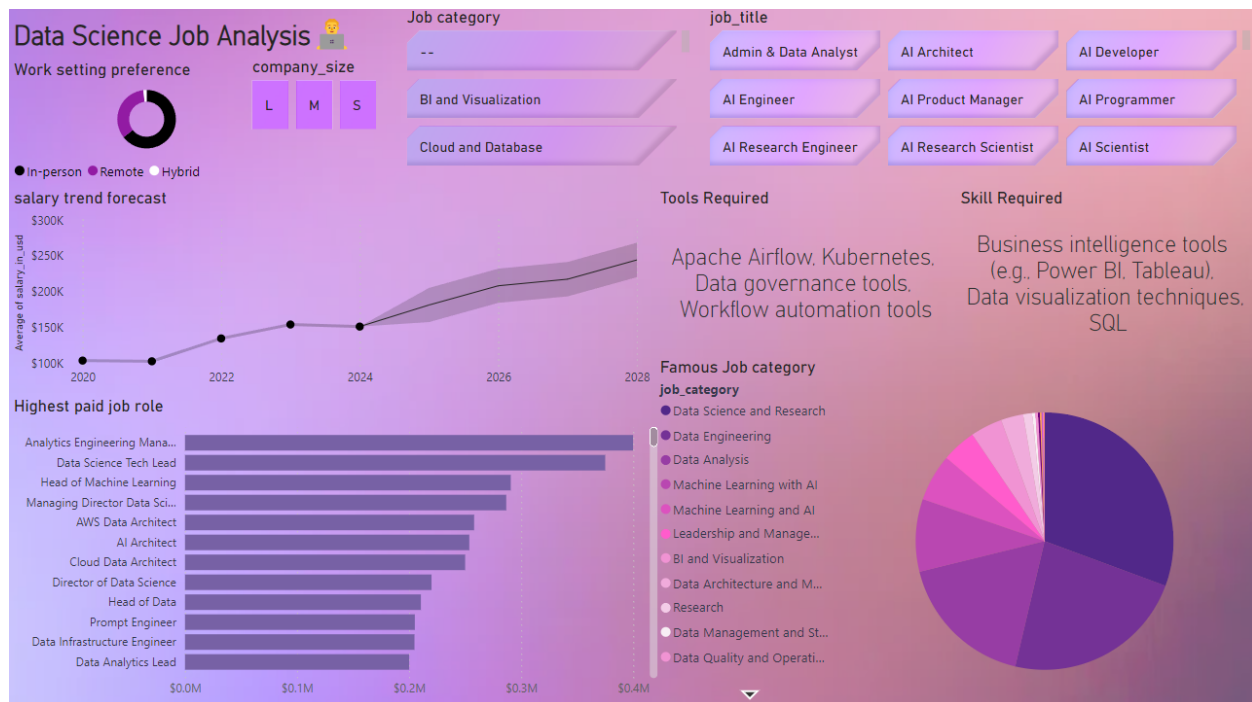 Data Science Job Analysis
Work setting preference
In-person
Remote
Hybrid
company_size
L
M
S
Job category
--
BI and Visualization
Cloud and Database
job_title
Admin & Data Analyst
AI Architect
AI Developer
AI Engineer
AI Product Manager
AI Programmer
AI Research Engineer
AI Research Scientist
AI Scientist
salary trend forecast
Average of salary_in_usd
$300K
$250K
$200K
$150K
$100K
2020
2022
2024
2026
2028
Tools Required
Apache Airflow, Kubernetes,
Data governance tools,
Workflow automation tools
Skill Required
Business intelligence tools
(e.g., Power BI, Tableau),
Data visualization techniques,
SQL
Highest paid job role
Analytics Engineering Mana...
Data Science Tech Lead
Head of Machine Learning
Managing Director Data Sci...
AWS Data Architect
AI Architect
Cloud Data Architect
Director of Data Science
Head of Data
Prompt Engineer
Data Infrastructure Engineer
Data Analytics Lead
$0.0M
$0.1M
$0.2M
$0.3M
$0.4M
Famous Job category
job_category
Data Science and Research
Data Engineering
Data Analysis
Machine Learning with AI
Machine Learning and AI
Leadership and Manage...
BI and Visualization
Data Architecture and M...
Research
Data Management and St...
Data Quality and Operati...